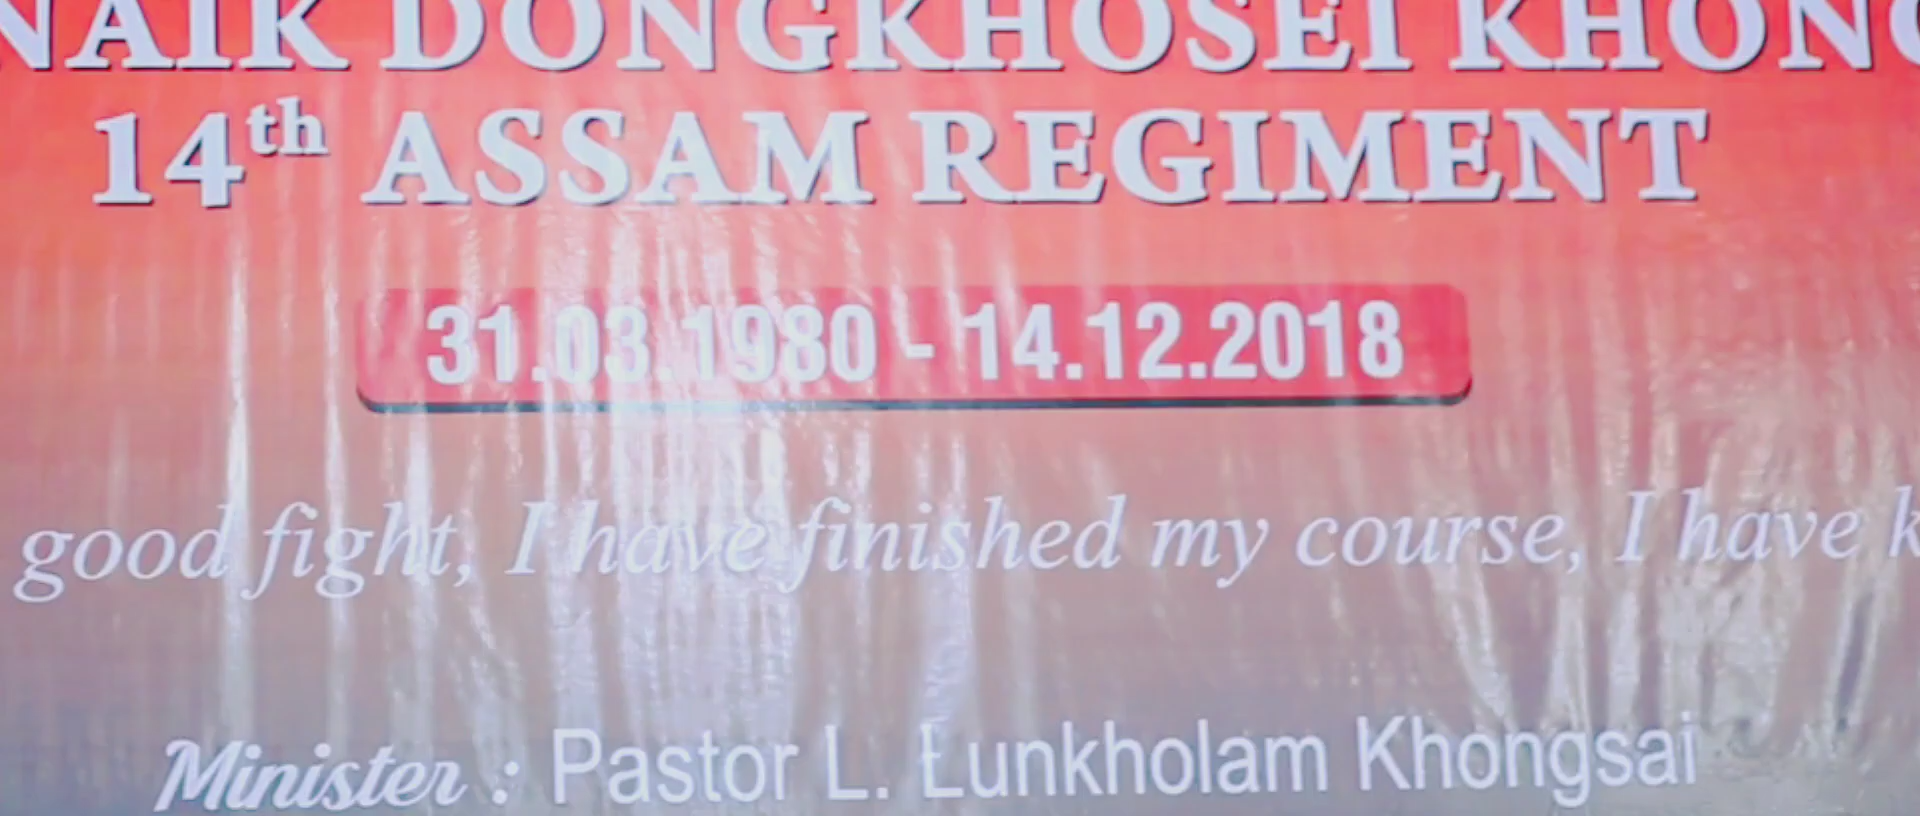 NAIK DONGKHOSEI KHONG
14th ASSAM REGIMENT
31.03.1980 - 14.12.2018
good fight, I have finished my course, I have k
Minister : Pastor L. Lunkholam Khongsai